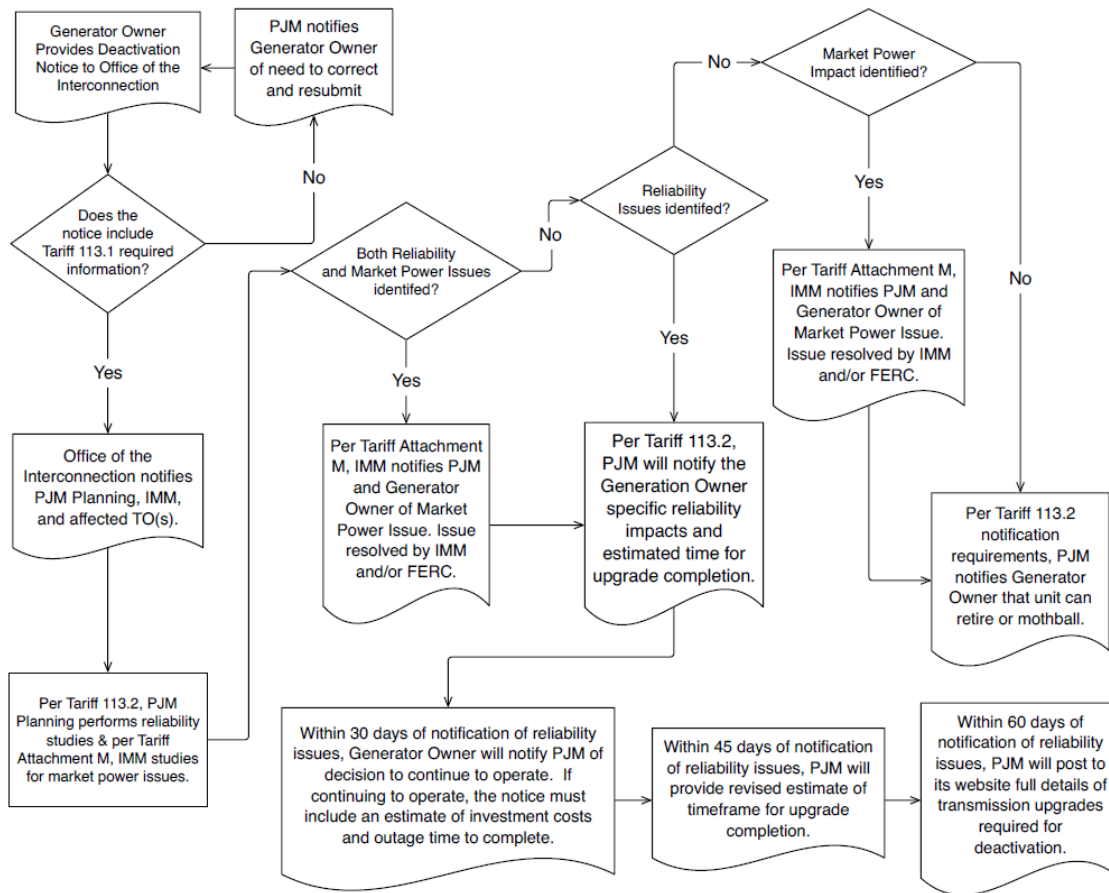 Generator Owner
Provides Deactivation
Notice to Office of the
Interconnection
PJM notifies
Generator Owner
of need to correct
and resubmit
No
Does the
notice include
Tariff 113.1 required
information?
Yes
Office of the
Interconnection notifies
PJM Planning, IMM,
and affected TO(s).
Per Tariff 113.2, PJM
Planning performs reliability
studies & per Tariff
Attachment M, IMM studies
for market power issues.
Both Reliability
and Market Power Issues
identifed?
No
Yes
Per Tariff Attachment
M, IMM notifies PJM
and Generator
Owner of Market
Power Issue. Issue
resolved by IMM
and/or FERC.
Reliability
Issues identifed?
No
Yes
Per Tariff 113.2,
PJM will notify the
Generation Owner
specific reliability
impacts and
estimated time for
upgrade completion.
Market Power
Impact identified?
Yes
No
Per Tariff Attachment M,
IMM notifies PJM and
Generator Owner of
Market Power Issue.
Issue resolved by IMM
and/or FERC.
Per Tariff 113.2
notification
requirements, PJM
notifies Generator
Owner that unit can
retire or mothball.
Within 30 days of notification of reliability
issues, Generator Owner will notify PJM of
decision to continue to operate. If
continuing to operate, the notice must
include an estimate of investment costs
and outage time to complete.
Within 45 days of notification
of reliability issues, PJM will
provide revised estimate of
timeframe for upgrade
completion.
Within 60 days of
notification of reliability
issues, PJM will post to
its website full details of
transmission upgrades
required for
deactivation.